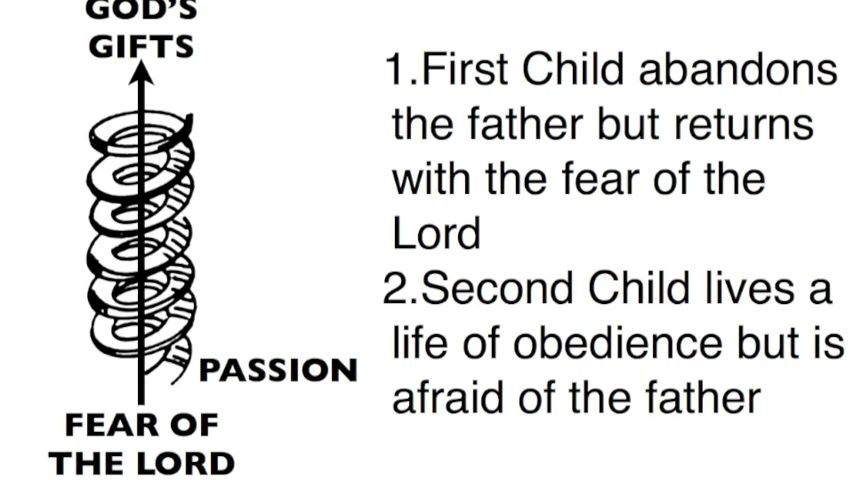 GOD'S
GIFTS
PASSION
FEAR OF
THE LORD
1.First Child abandons
the father but returns
with the fear of the
Lord
2.Second Child lives a
life of obedience but is
afraid of the father